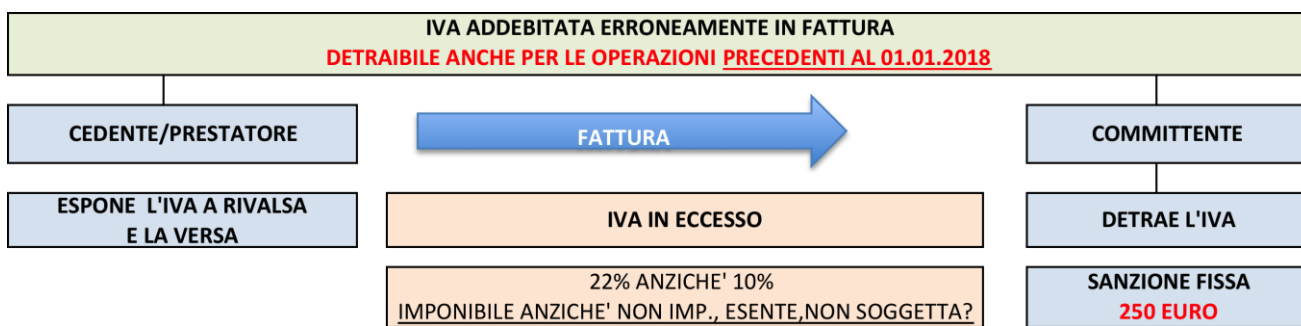 IVA ADDEBITATA ERRONEAMENTE IN FATTURA
DETRAIBILE ANCHE PER LE OPERAZIONI PRECEDENTI AL 01.01.2018
CEDENTE/PRESTATORE
FATTURA
COMMITTENTE
ESPONE L'IVA A RIVALSA
E LA VERSA
IVA IN ECCESSO
DETRAE L'IVA
22% ANZICHE' 10%
IMPONIBILE ANZICHE' NON IMP., ESENTE,NON SOGGETTA?
SANZIONE FISSA
250 EURO